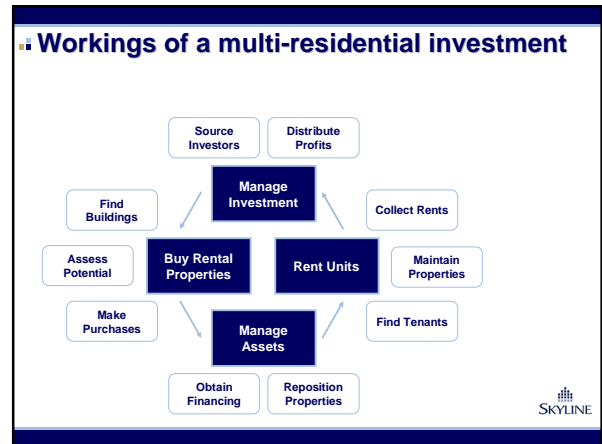 Workings of a multi-residential investment
Source
Investors
Distribute
Profits
Manage
Investment
Find
Buildings
Collect Rents
Assess
Potential
Buy Rental
Properties
Rent Units
Maintain
Properties
Make
Purchases
Find Tenants
Manage
Assets
Obtain
Financing
Reposition
Properties
SKYLINE